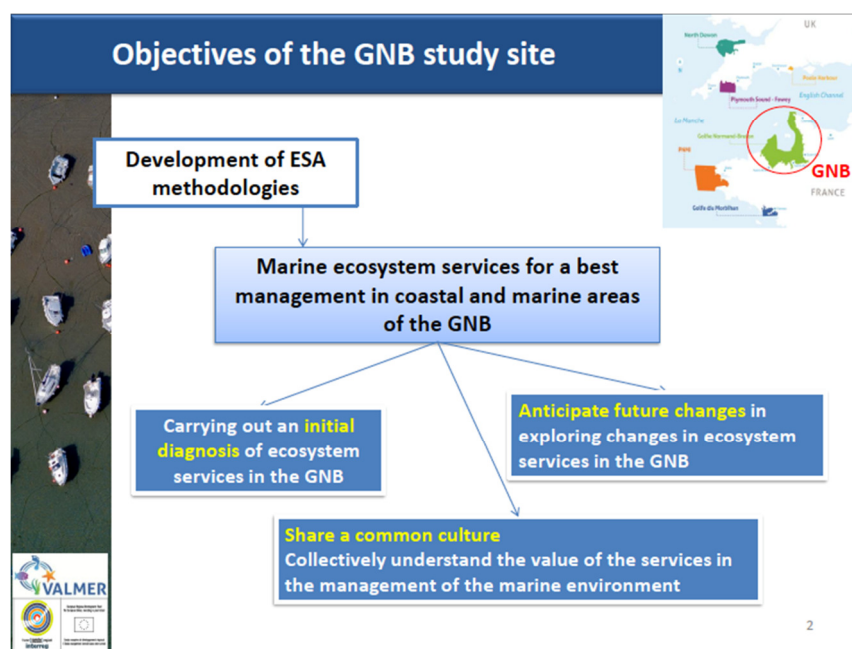 Objectives of the GNB study site
UK
North Devon
Poole Harbour
English Channel
Plymouth Sound - Fowey
La Manche
Golfe Normand-Breton
GNB
PNMI
FRANCE
Golfe du Morbihan
Development of ESA
methodologies
Marine ecosystem services for a best
management in coastal and marine areas
of the GNB
Carrying out an initial
diagnosis of ecosystem
services in the GNB
Anticipate future changes in
exploring changes in ecosystem
services in the GNB
Share a common culture
Collectively understand the value of the services in
the management of the marine environment
VALMER
interreg
2